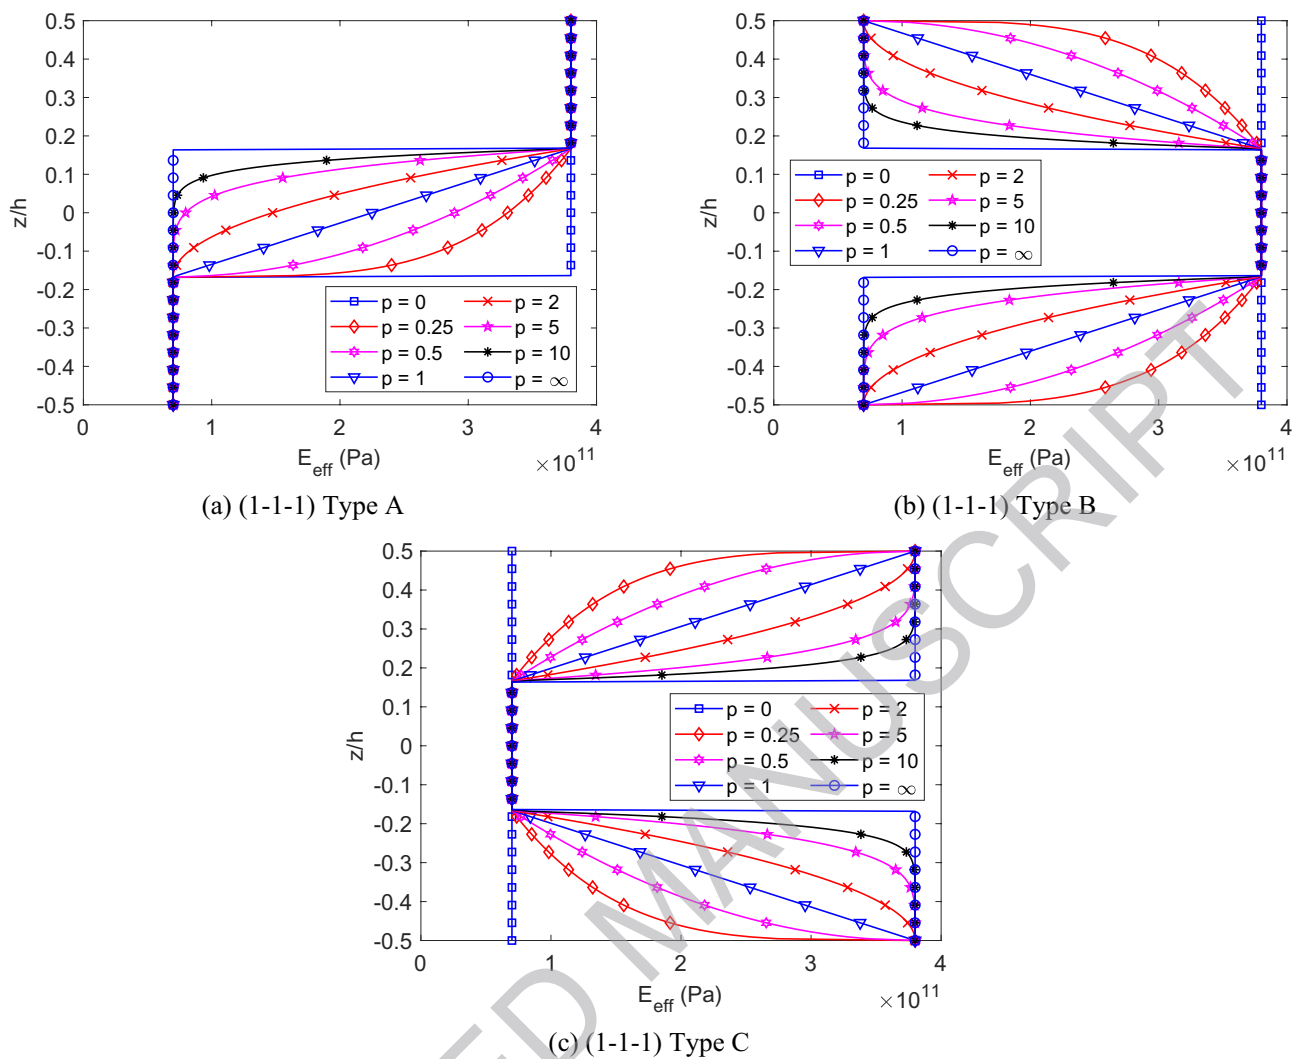 0.5
0.4
0.3
0.2
0.1
0
-0.1
-0.2
-0.3
-0.4
-0.5
z/h
p = 0
p = 0.25
p = 0.5
p = 1
p = 2
p = 5
p = 10
p = ∞
0 1 2 3 4
E_eff (Pa)
×10^11
(a) (1-1-1) Type A
0.5
0.4
0.3
0.2
0.1
0
-0.1
-0.2
-0.3
-0.4
-0.5
z/h
p = 0
p = 0.25
p = 0.5
p = 1
p = 2
p = 5
p = 10
p = ∞
0 1 2 3 4
E_eff (Pa)
×10^11
(b) (1-1-1) Type B
0.5
0.4
0.3
0.2
0.1
0
-0.1
-0.2
-0.3
-0.4
-0.5
z/h
p = 0
p = 0.25
p = 0.5
p = 1
p = 2
p = 5
p = 10
p = ∞
0 1 2 3 4
E_eff (Pa)
×10^11
(c) (1-1-1) Type C
ED MANUSCRIPT